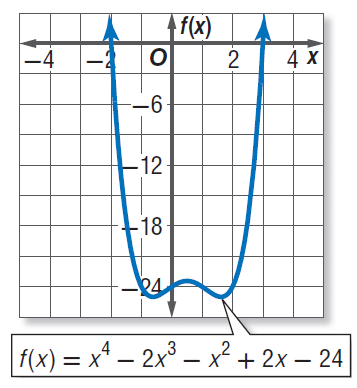 f(x)
−4 −2 O 2 4 x
−6
−12
−18
−24
f(x) = x⁴ − 2x³ − x² + 2x − 24